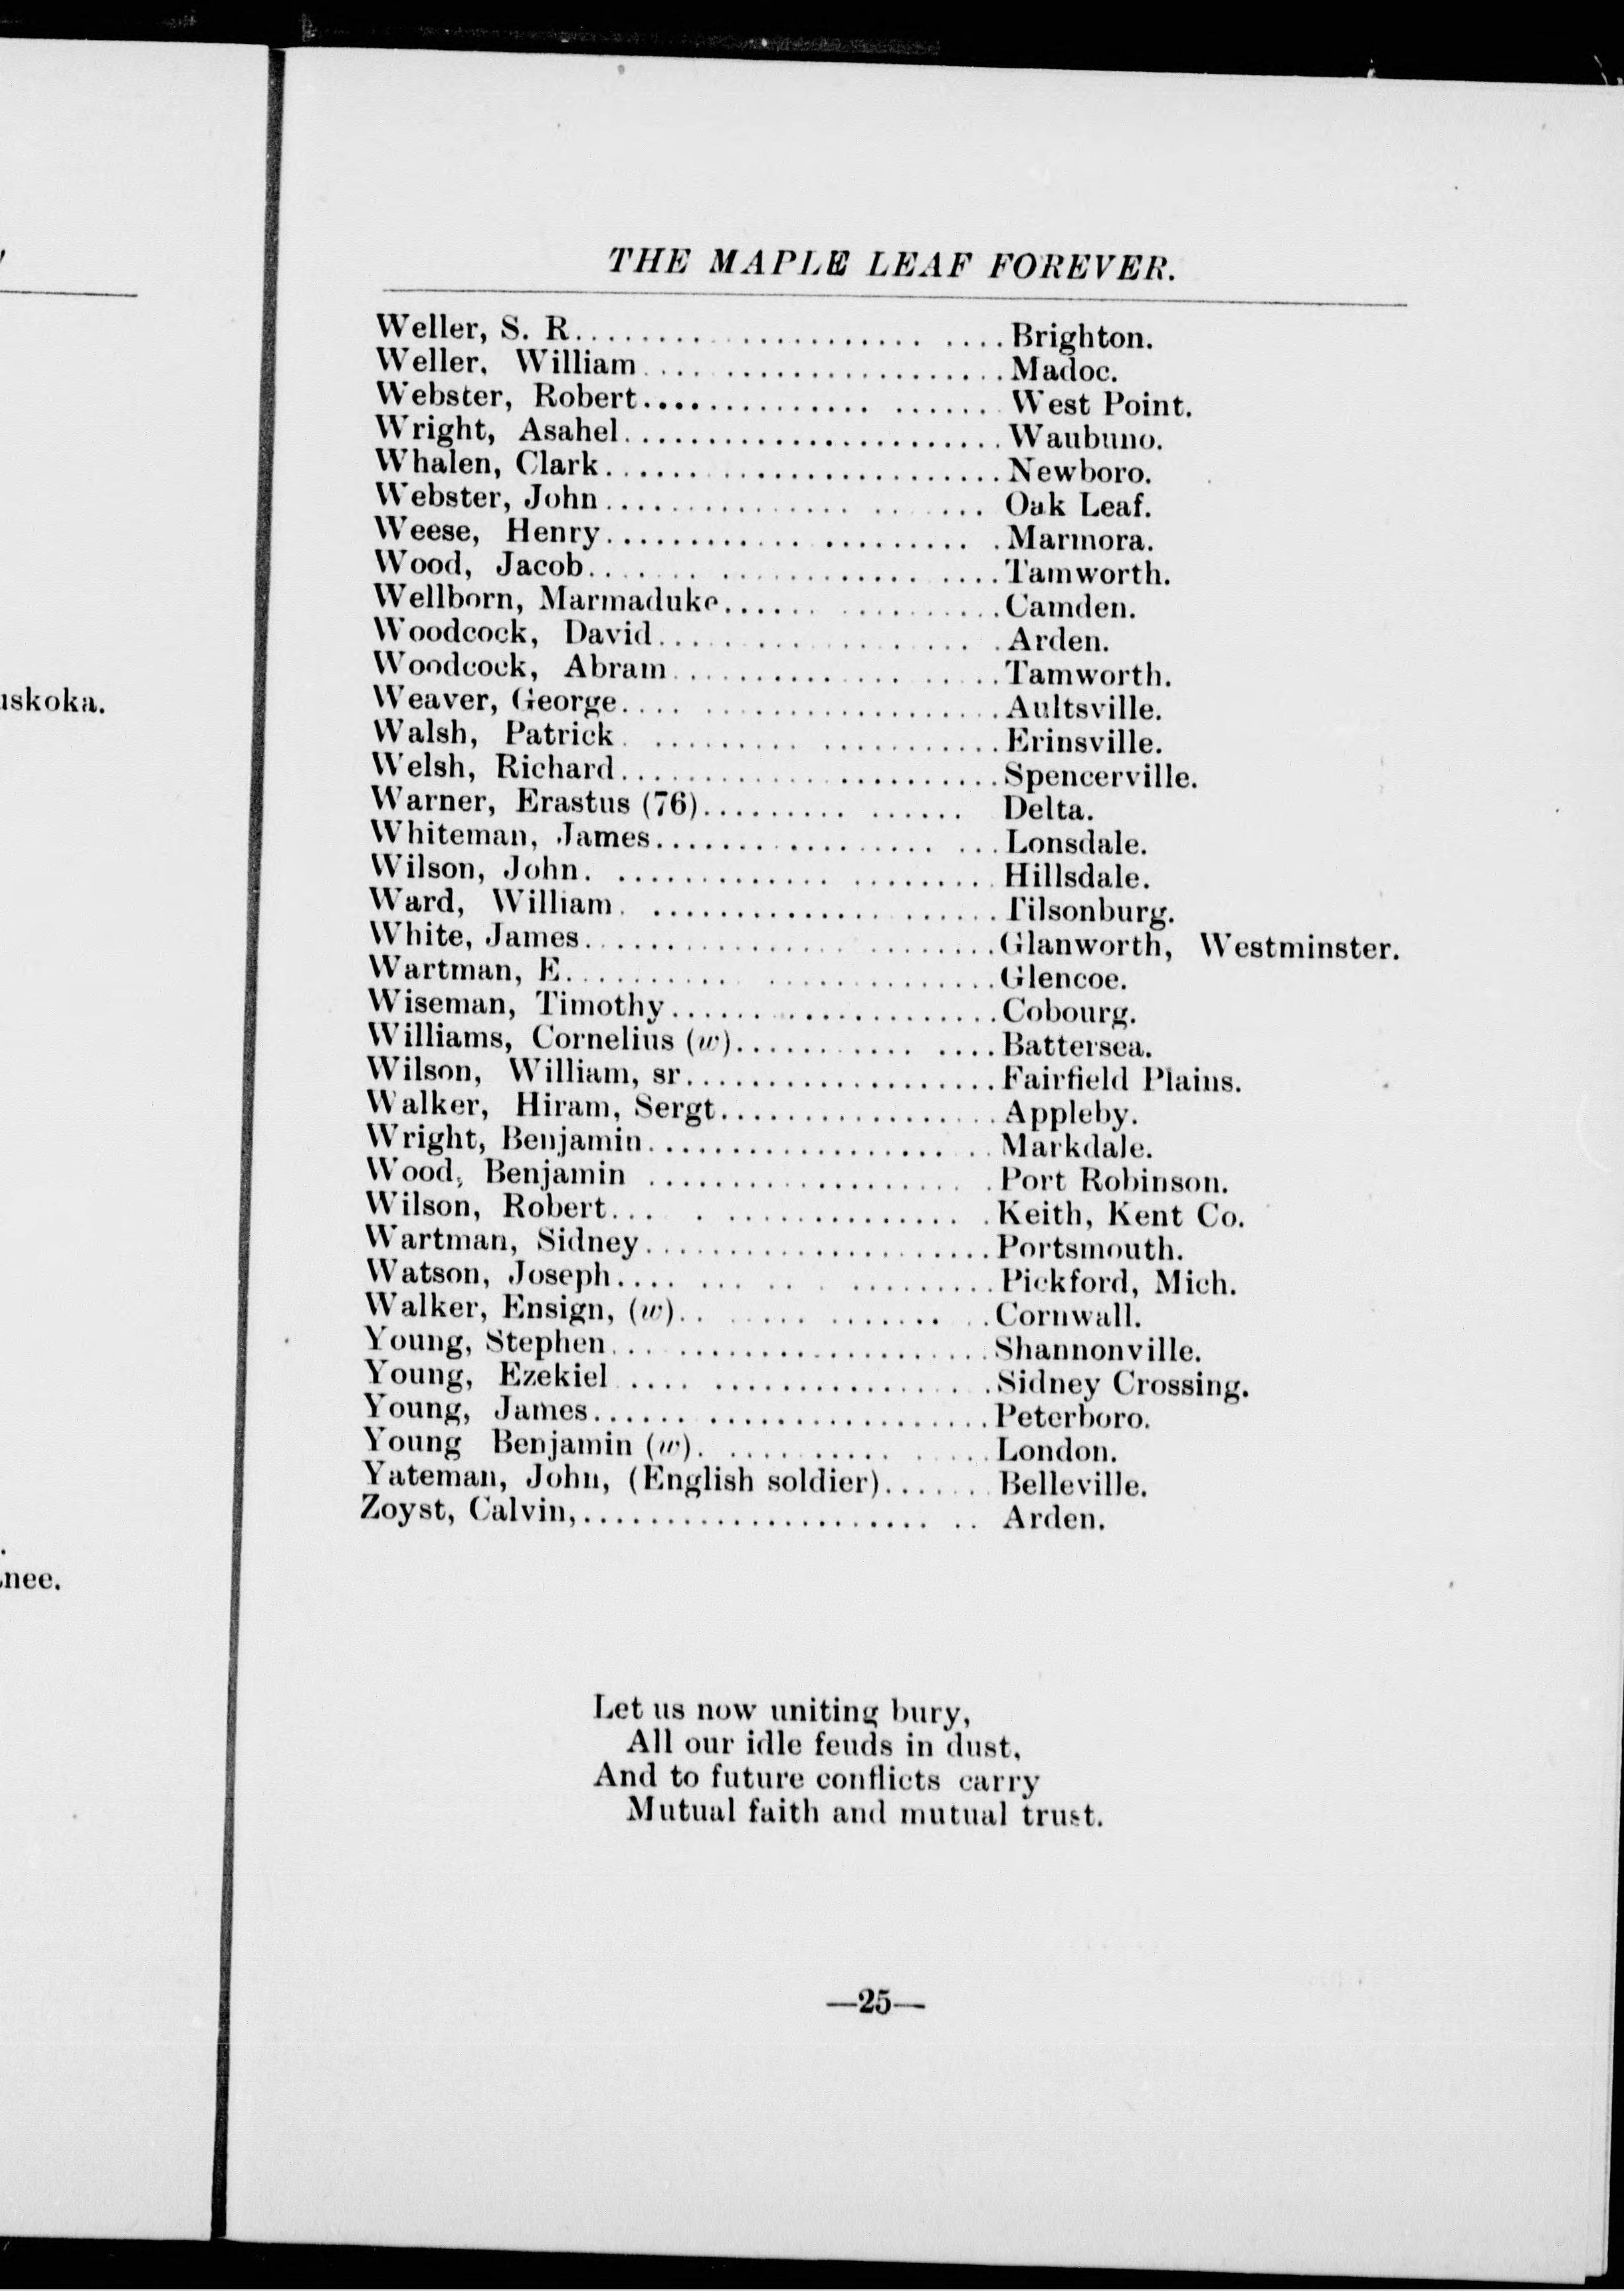 uskoka.
nee.
THE MAPLE LEAF FOREVER.
Weller, S. R. Brighton.
Weller, William Madoc.
Webster, Robert West Point.
Wright, Asahel Waubuno.
Whalen, Clark Newboro.
Webster, John Oak Leaf.
Weese, Henry Marmora.
Wood, Jacob Tamworth.
Wellborn, Marmaduke Camden.
Woodcock, David Arden.
Woodcock, Abram Tamworth.
Weaver, George Aultsville.
Walsh, Patrick Erinsville.
Welsh, Richard Spencerville.
Warner, Erastus (76) Delta.
Whiteman, James Lonsdale.
Wilson, John Hillsdale.
Ward, William Tilsonburg.
White, James Glanworth, Westminster.
Wartman, E. Glencoe.
Wiseman, Timothy Cobourg.
Williams, Cornelius (w) Battersea.
Wilson, William, sr. Fairfield Plains.
Walker, Hiram, Sergt. Appleby.
Wright, Benjamin Markdale.
Wood, Benjamin Port Robinson.
Wilson, Robert Keith, Kent Co.
Wartman, Sidney Portsmouth.
Watson, Joseph Pickford, Mich.
Walker, Ensign, (w) Cornwall.
Young, Stephen Shannonville.
Young, Ezekiel Sidney Crossing.
Young, James Peterboro.
Young Benjamin (w) London.
Yateman, John, (English soldier) Belleville.
Zoyst, Calvin, Arden.
Let us now uniting bury,
All our idle feuds in dust,
And to future conflicts carry
Mutual faith and mutual trust.
—25—